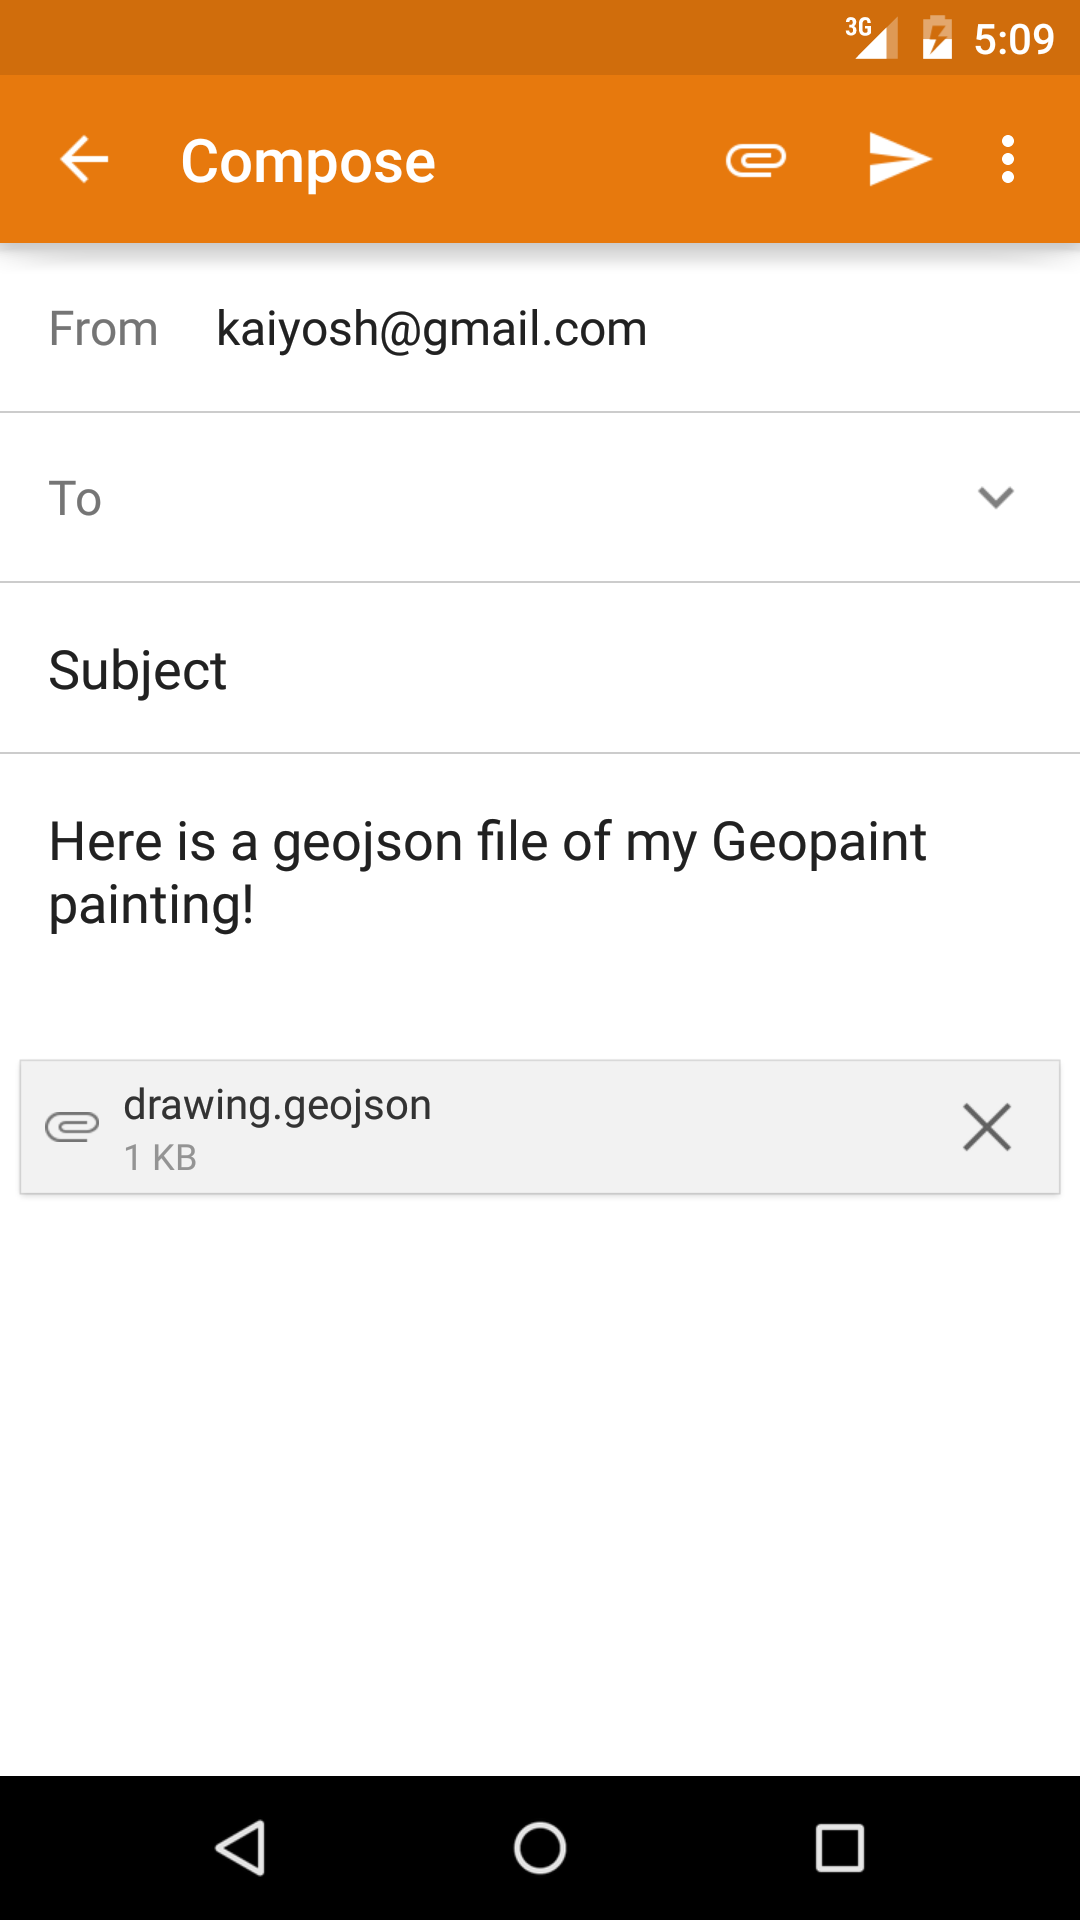 3G 5:09
Compose
From kaiyosh@gmail.com
To
Subject
Here is a geojson file of my Geopaint
painting!
drawing.geojson
1 KB